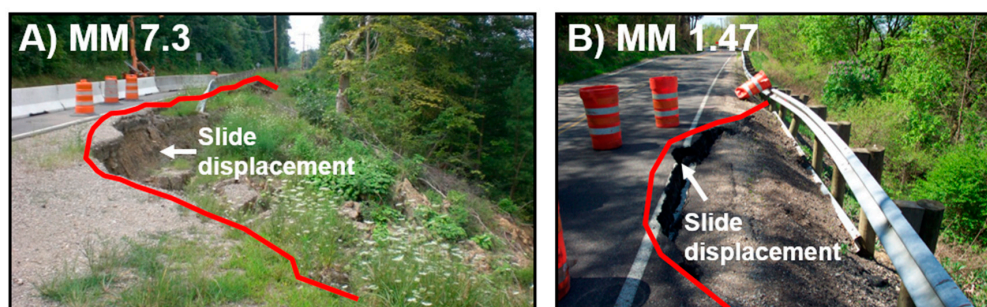 A) MM 7.3
Slide
displacement
B) MM 1.47
Slide
displacement